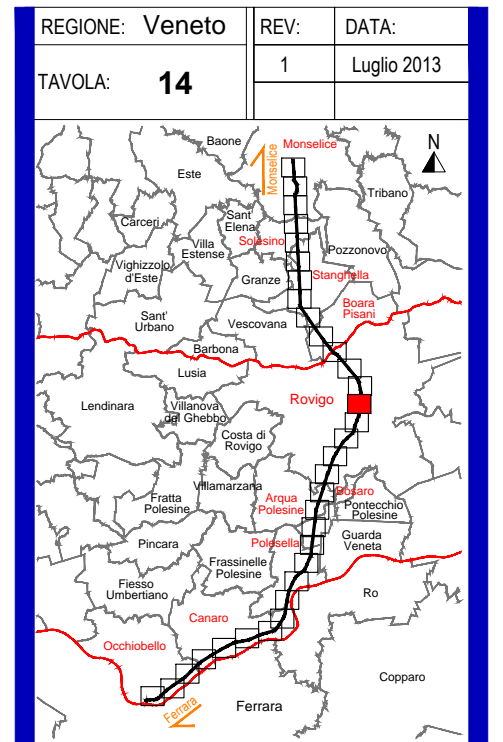 REGIONE: Veneto
REV:
DATA:
TAVOLA: 14
1
Luglio 2013
Baone
Monselice
Monselice
N
Este
Tribano
Carceri
Sant'
Elena
Solesino
Villa
Estense
Pozzonovo
Vighizzolo
d'Este
Granze
Stanghella
Boara
Pisani
Sant'
Urbano
Vescovana
Barbona
Lusia
Rovigo
Lendinara
Villanova
del Ghebbo
Costa di
Rovigo
Villamarzana
Fratta
Polesine
Arqua
Polesine
Bosaro
Pontecchio
Polesine
Pincara
Polesella
Guarda
Veneta
Frassinelle
Polesine
Fiesso
Umbertiano
Ro
Canaro
Occhiobello
Copparo
Ferrara
Ferrara